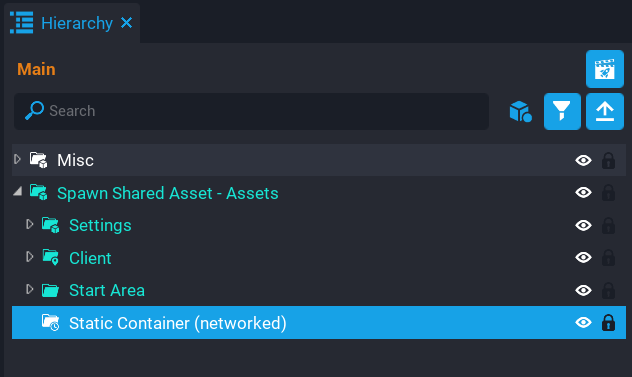 Hierarchy
Main
Search
Misc
Spawn Shared Asset - Assets
Settings
Client
Start Area
Static Container (networked)